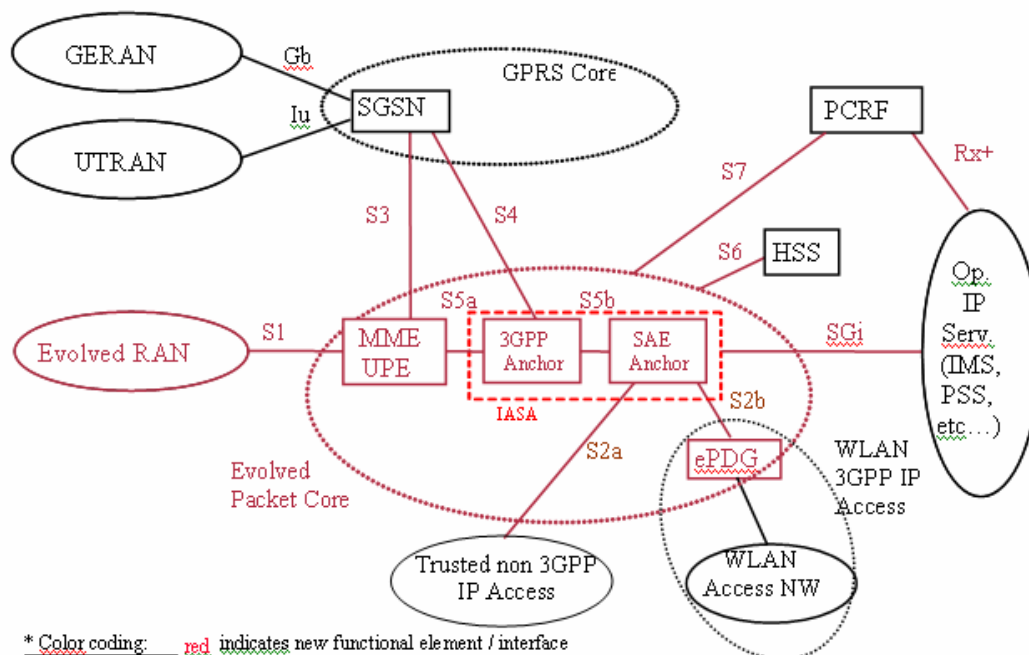 GERAN
Gb
GPRS Core
SGSN
PCRF
Iu
UTRAN
Rx+
S7
S3
S4
S6
HSS
Op.
IP
Serv.
(IMS,
PSS,
etc…)
S5a
S5b
S1
MME
UPE
3GPP
Anchor
SAE
Anchor
SGi
Evolved RAN
IASA
S2b
S2a
ePDG
WLAN
3GPP IP
Access
Evolved
Packet Core
Trusted non 3GPP
IP Access
WLAN
Access NW
* Color coding: red indicates new functional element / interface